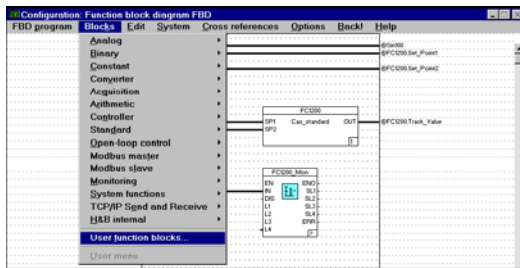 Configuration: Function block diagram FBD
FBD program Blocks Edit System Cross references Options Back! Help
Analog
Binary
Constant
Converter
Acquisition
Arithmetic
Controller
Standard
Open-loop control
Modbus master
Modbus slave
Monitoring
System functions
TCP/IP Send and Receive
H&B internal
User function blocks...
User menu
@FC1200.Set_Point1
@FC1200.Set_Point2
FC1200
SP1 Cas_standard OUT
SP2
@FC1200.Track_Value
FC1200_Mon
EN ENO
IN SL1
DIS SL2
L1 SL3
L2 SL4
L3 ERR
L4